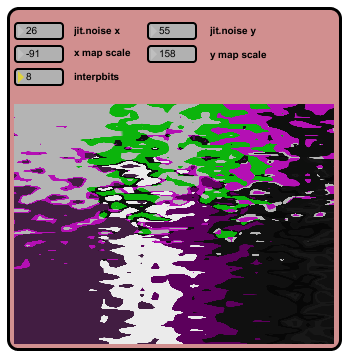 26 jit.noise x 55 jit.noise y
-91 x map scale 158 y map scale
8 interpbits